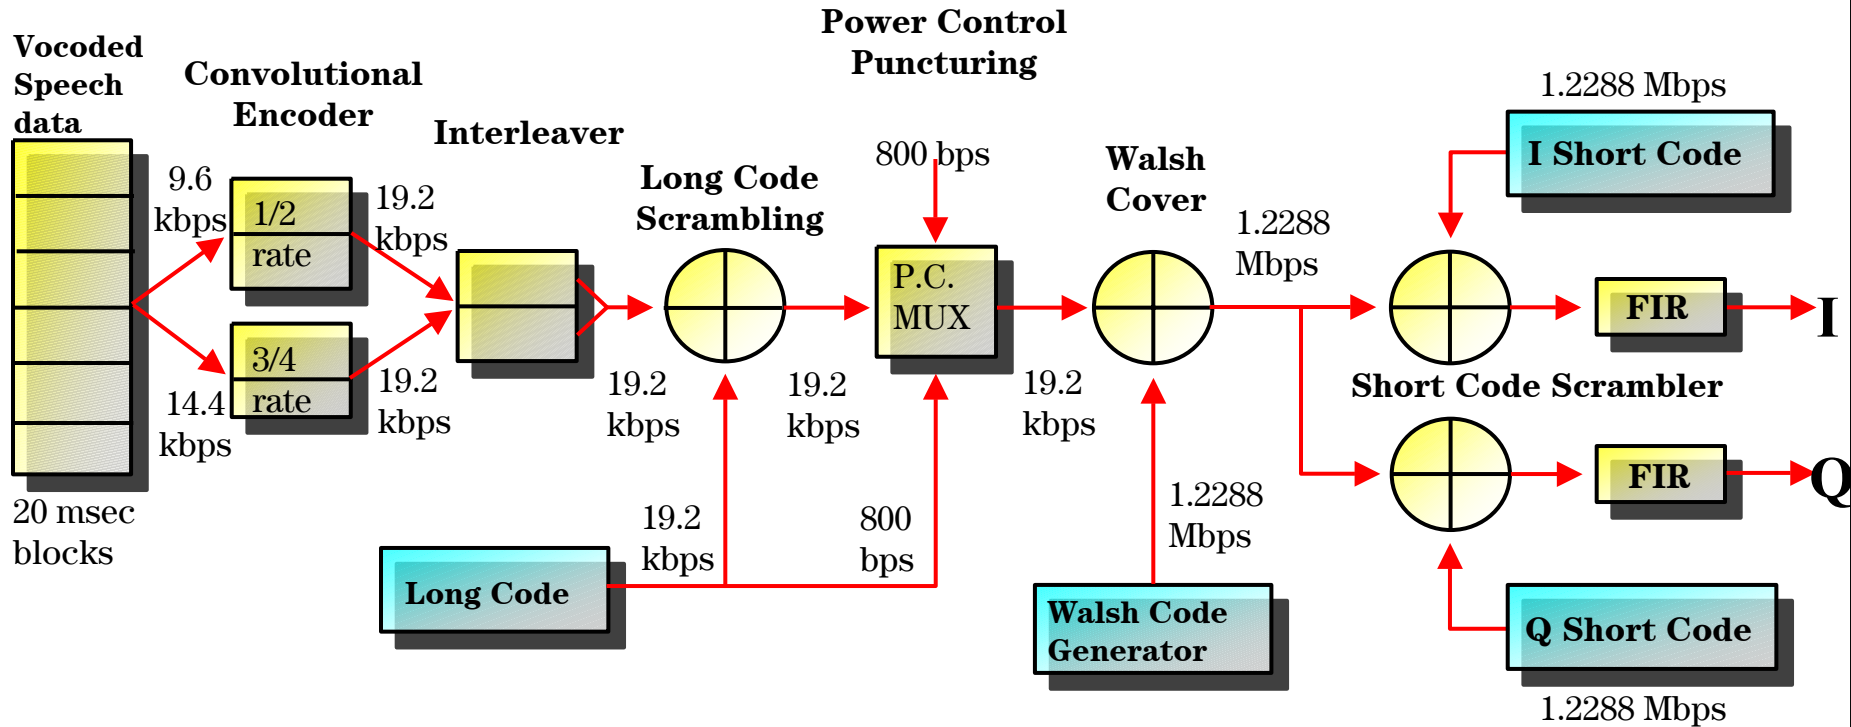 Power Control
Puncturing
Vocoded
Speech
data
Convolutional
Encoder
Interleaver
Long Code
Scrambling
800 bps
Walsh
Cover
1.2288 Mbps
I Short Code
9.6
kbps
1/2
rate
19.2
kbps
P.C.
MUX
1.2288
Mbps
FIR
I
3/4
rate
14.4
kbps
19.2
kbps
19.2
kbps
19.2
kbps
19.2
kbps
Short Code Scrambler
FIR
Q
20 msec
blocks
19.2
kbps
800
bps
1.2288
Mbps
Long Code
Walsh Code
Generator
Q Short Code
1.2288 Mbps